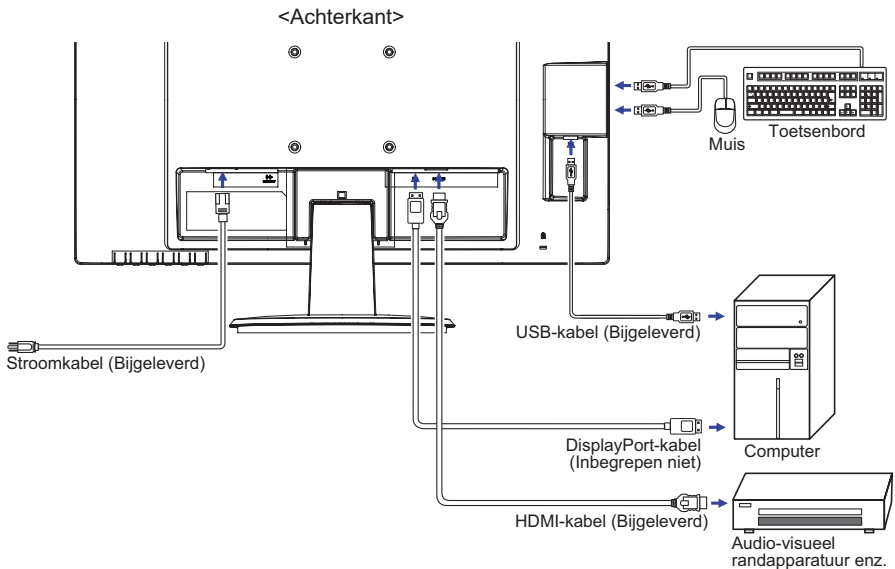 <Achterkant>
Muis
Toetsenbord
USB-kabel (Bijgeleverd)
Stroomkabel (Bijgeleverd)
DisplayPort-kabel
(Inbegrepen niet)
Computer
HDMI-kabel (Bijgeleverd)
Audio-visueel
randapparatuur enz.